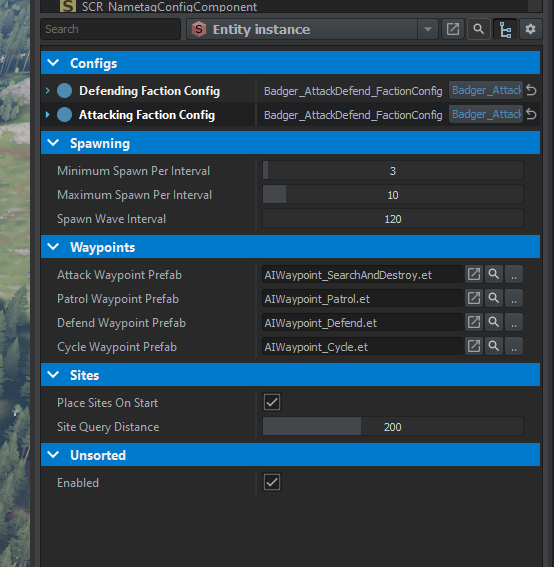 SCR_NametagConfigComponent
Search
Entity instance
Configs
Defending Faction Config Badger_AttackDefend_FactionConfig Badger_Attack
Attacking Faction Config Badger_AttackDefend_FactionConfig Badger_Attack
Spawning
Minimum Spawn Per Interval 3
Maximum Spawn Per Interval 10
Spawn Wave Interval 120
Waypoints
Attack Waypoint Prefab AIWaypoint_SearchAndDestroy.et ..
Patrol Waypoint Prefab AIWaypoint_Patrol.et ..
Defend Waypoint Prefab AIWaypoint_Defend.et ..
Cycle Waypoint Prefab AIWaypoint_Cycle.et ..
Sites
Place Sites On Start
Site Query Distance 200
Unsorted
Enabled